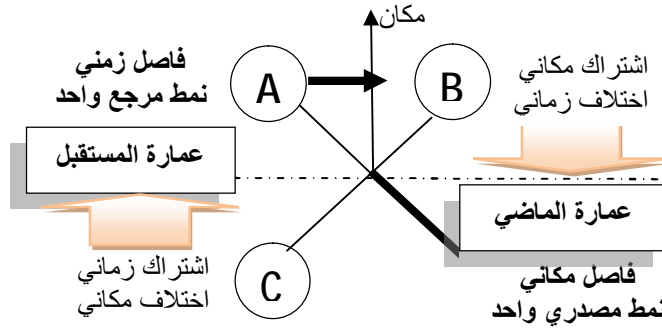 مكان
فاصل زمني
نمط مرجع واحد
A
B
اشتراك مكاني
اختلاف زماني
عمارة المستقبل
عمارة الماضي
اشتراك زماني
اختلاف مكاني
C
فاصل مكاني
نمط مصدري واحد